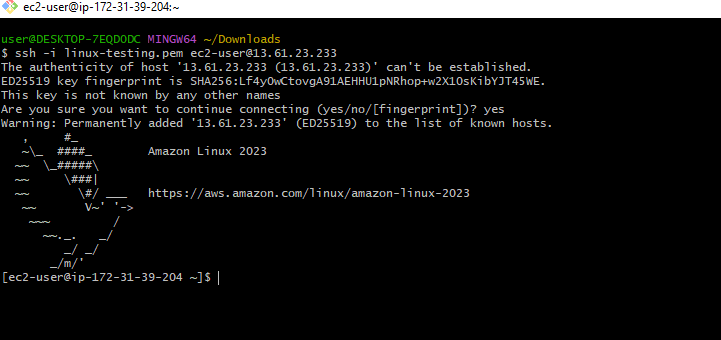 ec2-user@ip-172-31-39-204:~
user@DESKTOP-7EQDODC MINGW64 ~/Downloads
$ ssh -i linux-testing.pem ec2-user@13.61.23.233
The authenticity of host '13.61.23.233 (13.61.23.233)' can't be established.
ED25519 key fingerprint is SHA256:Lf4yOwCtovgA91AEHHU1pNRhop+w2X1OsKibYJT45WE.
This key is not known by any other names
Are you sure you want to continue connecting (yes/no/[fingerprint])? yes
Warning: Permanently added '13.61.23.233' (ED25519) to the list of known hosts.
   ,     #_
   ~\_  ####_        Amazon Linux 2023
  ~~  \_#####\
  ~~     \###|
  ~~       \#/ ___   https://aws.amazon.com/linux/amazon-linux-2023
   ~~       V~' '->
    ~~~         /
      ~~._.   _/
         _/ _/
       _/m/'
[ec2-user@ip-172-31-39-204 ~]$